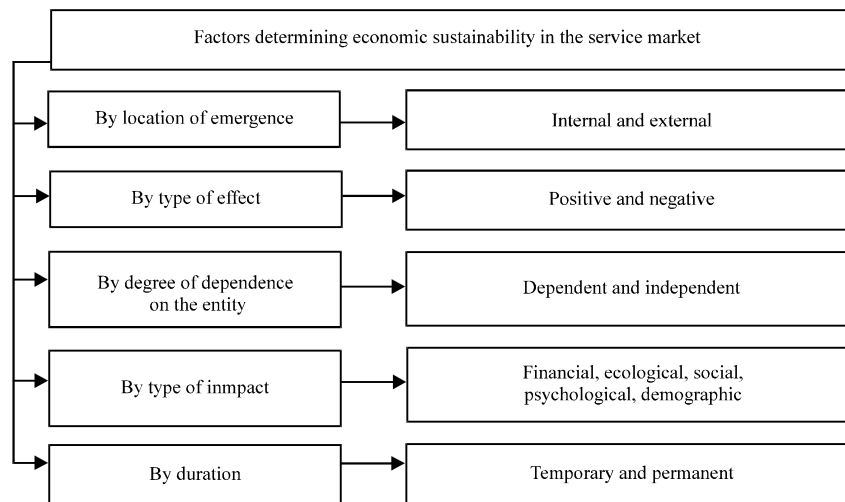 Factors determining economic sustainability in the service market
By location of emergence
Internal and external
By type of effect
Positive and negative
By degree of dependence
on the entity
Dependent and independent
By type of inmpact
Financial, ecological, social,
psychological, demographic
By duration
Temporary and permanent